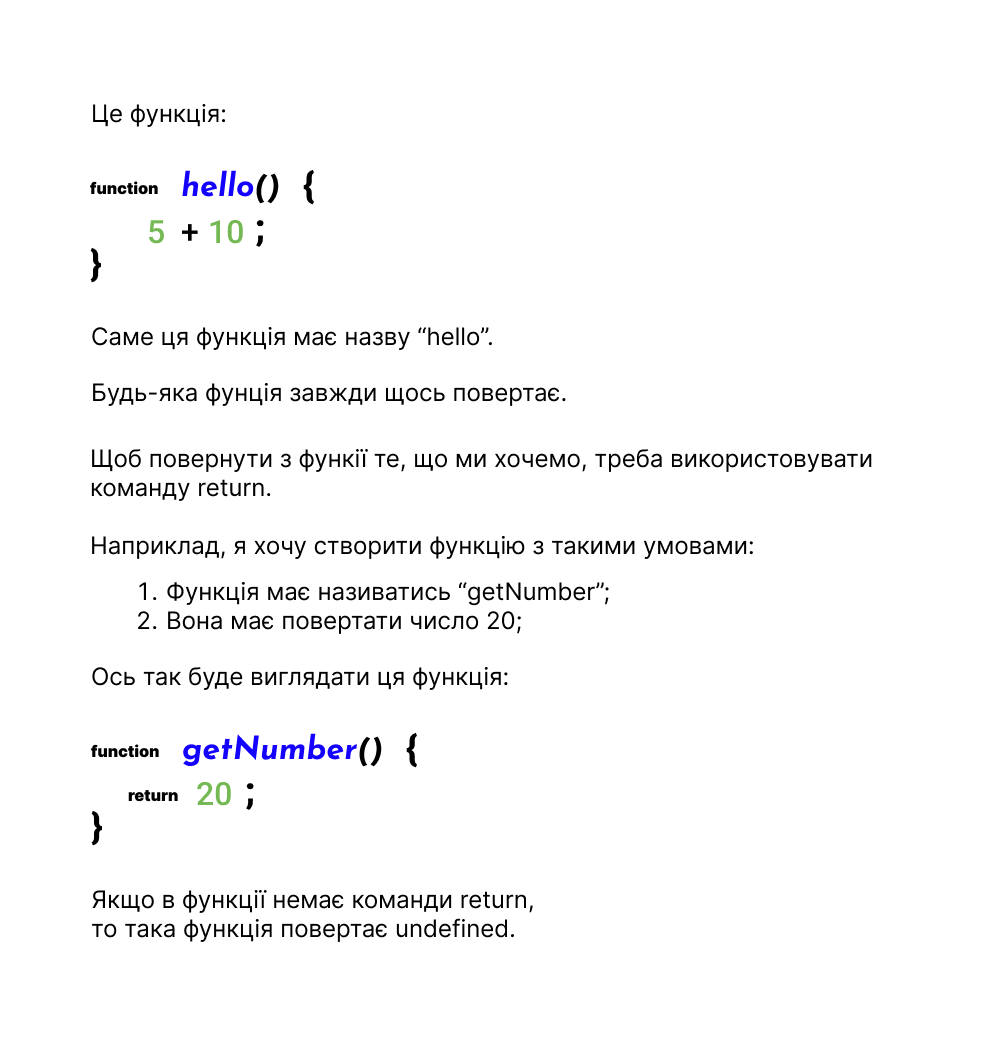 Це функція:
function hello() {
5 + 10 ;
}
Саме ця функція має назву “hello”.
Будь-яка фунція завжди щось повертає.
Щоб повернути з функії те, що ми хочемо, треба використовувати
команду return.
Наприклад, я хочу створити функцію з такими умовами:
1. Функція має називатись “getNumber”;
2. Вона має повертати число 20;
Ось так буде виглядати ця функція:
function getNumber() {
return 20 ;
}
Якщо в функції немає команди return,
то така функція повертає undefined.